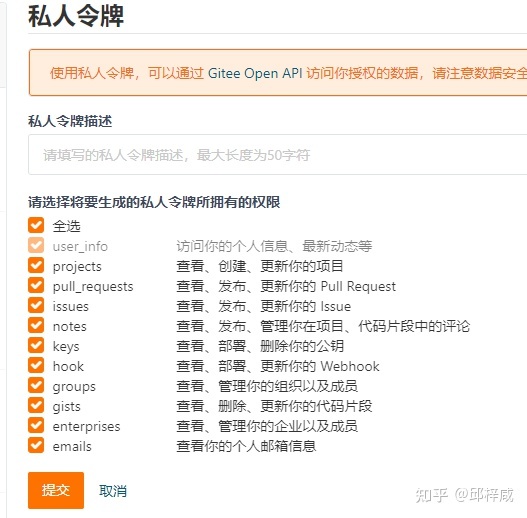 私人令牌
使用私人令牌，可以通过 Gitee Open API 访问你授权的数据，请注意数据安全
私人令牌描述
请填写的私人令牌描述，最大长度为50字符
请选择将要生成的私人令牌所拥有的权限
全选
user_info 访问你的个人信息、最新动态等
projects 查看、创建、更新你的项目
pull_requests 查看、发布、更新你的 Pull Request
issues 查看、发布、更新你的 Issue
notes 查看、发布、管理你在项目、代码片段中的评论
keys 查看、部署、删除你的公钥
hook 查看、部署、更新你的 Webhook
groups 查看、管理你的组织以及成员
gists 查看、删除、更新你的代码片段
enterprises 查看、管理你的企业以及成员
emails 查看你的个人邮箱信息
提交 取消
知乎 @邱梓咸